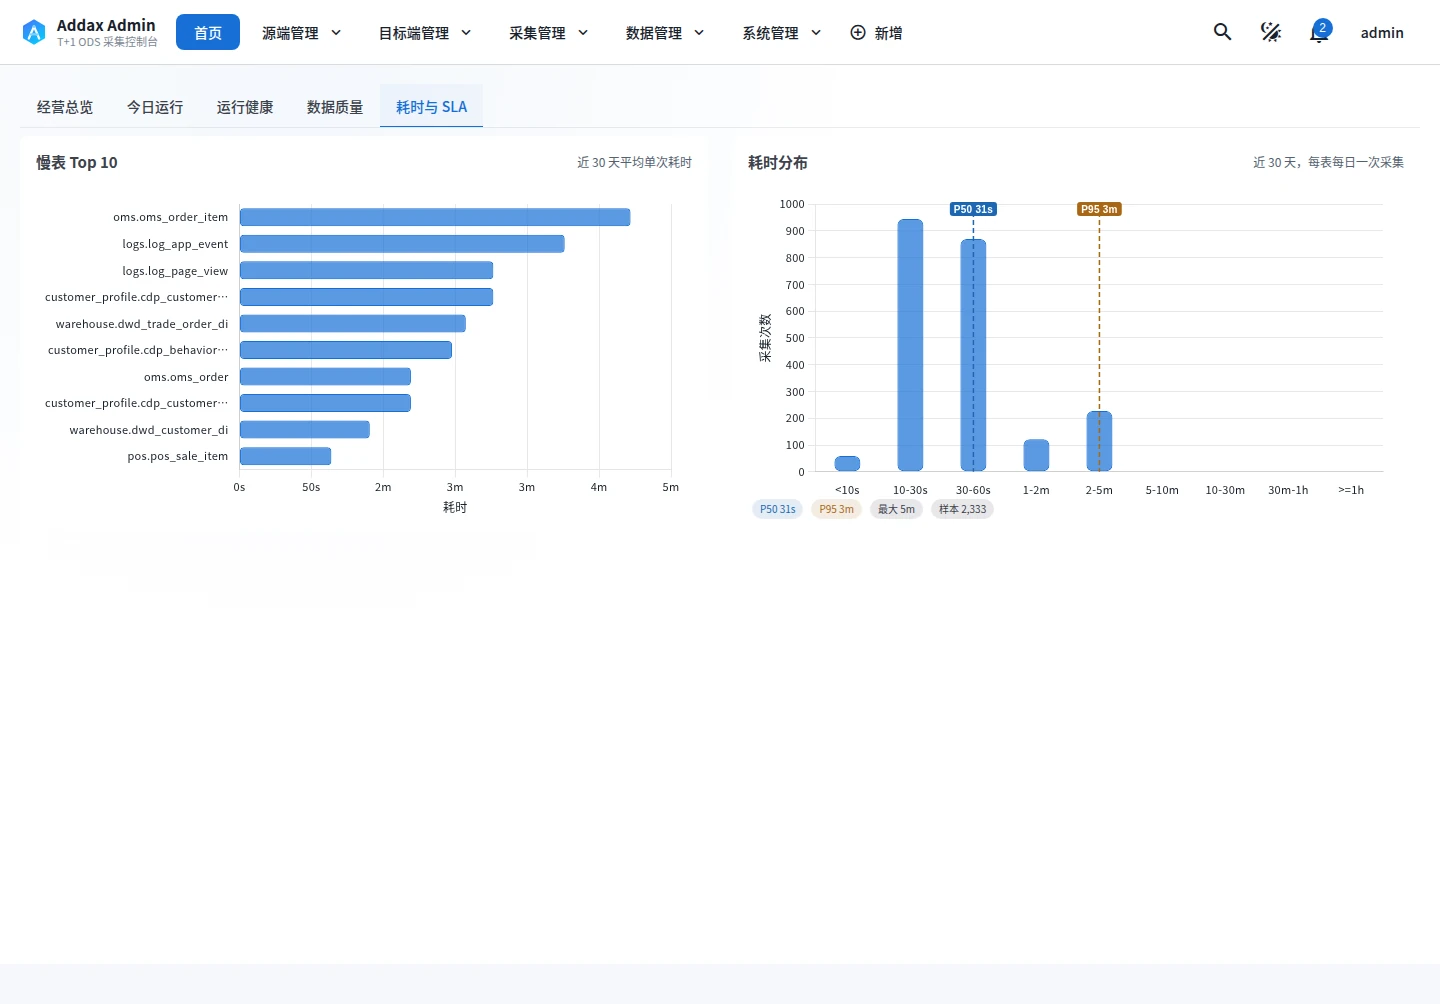 Addax Admin
T+1 ODS 采集控制台
首页
源端管理
目标端管理
采集管理
数据管理
系统管理
新增
2
admin
经营总览
今日运行
运行健康
数据质量
耗时与 SLA
慢表 Top 10
近 30 天平均单次耗时
oms.oms_order_item
logs.log_app_event
logs.log_page_view
customer_profile.cdp_customer···
warehouse.dwd_trade_order_di
customer_profile.cdp_behavior···
oms.oms_order
customer_profile.cdp_customer···
warehouse.dwd_customer_di
pos.pos_sale_item
0s 50s 2m 3m 3m 4m 5m
耗时
耗时分布
近 30 天，每表每日一次采集
采集次数
1000
900
800
700
600
500
400
300
200
100
0
P50 31s
P95 3m
<10s 10-30s 30-60s 1-2m 2-5m 5-10m 10-30m 30m-1h >=1h
P50 31s
P95 3m
最大 5m
样本 2,333